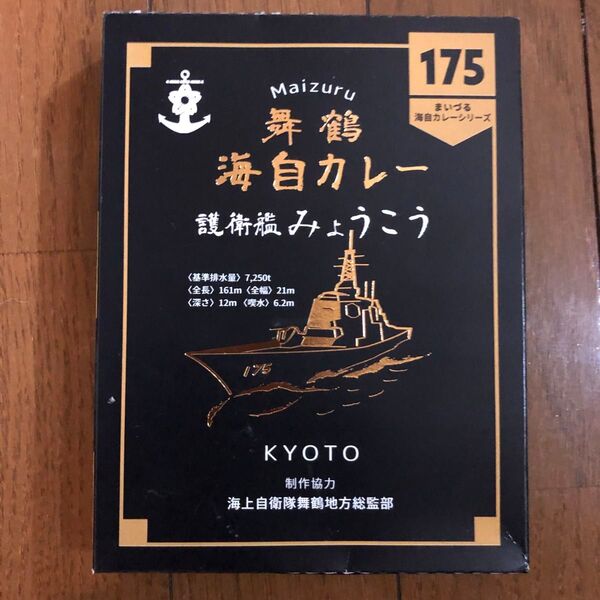 175
まいづる
海自カレーシリーズ
Maizuru
舞鶴
海自カレー
護衛艦みょうこう
〈基準排水量〉7,250t
〈全長〉161m〈全幅〉21m
〈深さ〉12m〈喫水〉6.2m
175
KYOTO
制作協力
海上自衛隊舞鶴地方総監部